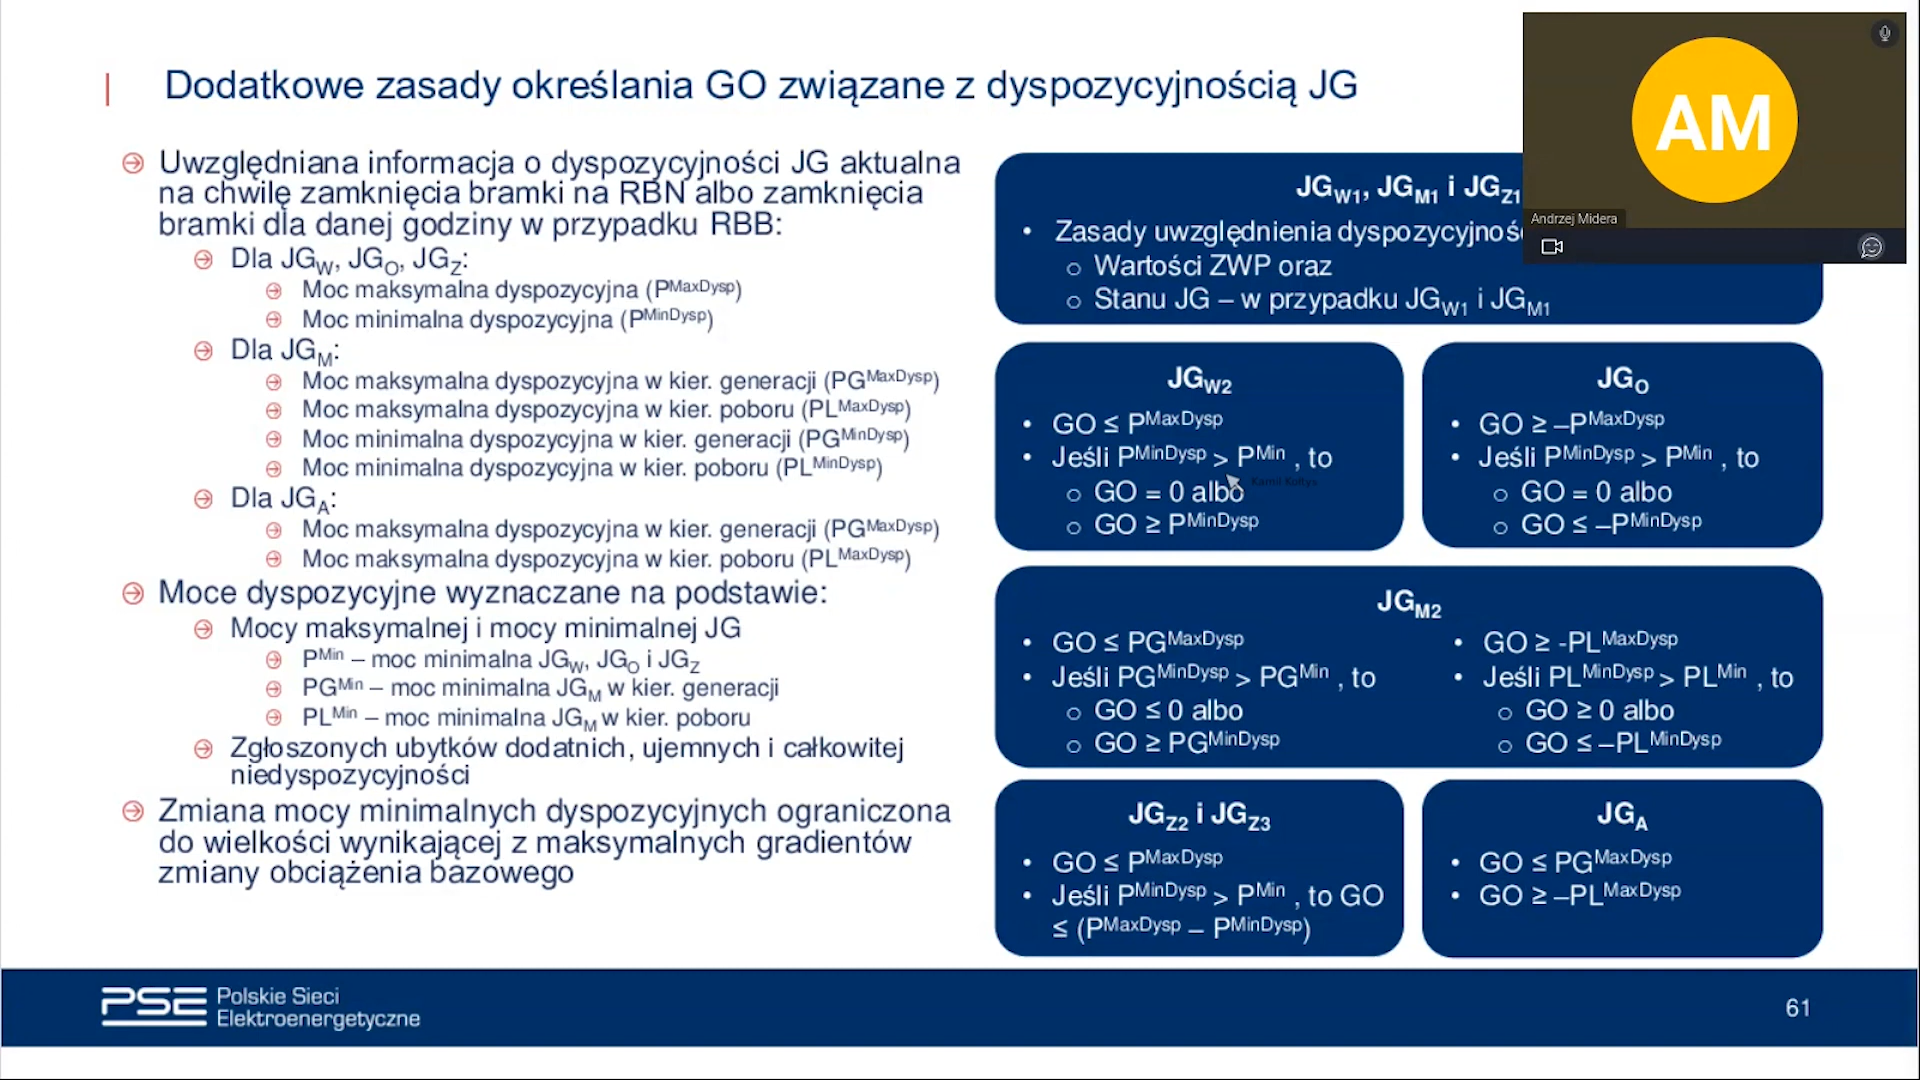 Dodatkowe zasady określania GO związane z dyspozycyjnością JG
Uwzględniana informacja o dyspozycyjności JG aktualna
na chwilę zamknięcia bramki na RBN albo zamknięcia
bramki dla danej godziny w przypadku RBB:
Dla JGW, JGO, JGZ:
Moc maksymalna dyspozycyjna (PMaxDysp)
Moc minimalna dyspozycyjna (PMinDysp)
Dla JGM:
Moc maksymalna dyspozycyjna w kier. generacji (PGMaxDysp)
Moc maksymalna dyspozycyjna w kier. poboru (PLMaxDysp)
Moc minimalna dyspozycyjna w kier. generacji (PGMinDysp)
Moc minimalna dyspozycyjna w kier. poboru (PLMinDysp)
Dla JGA:
Moc maksymalna dyspozycyjna w kier. generacji (PGMaxDysp)
Moc maksymalna dyspozycyjna w kier. poboru (PLMaxDysp)
Moce dyspozycyjne wyznaczane na podstawie:
Mocy maksymalnej i mocy minimalnej JG
PMin – moc minimalna JGW, JGO i JGZ
PGMin – moc minimalna JGM w kier. generacji
PLMin – moc minimalna JGM w kier. poboru
Zgłoszonych ubytków dodatnich, ujemnych i całkowitej
niedyspozycyjności
Zmiana mocy minimalnych dyspozycyjnych ograniczona
do wielkości wynikającej z maksymalnych gradientów
zmiany obciążenia bazowego
JGW1, JGM1 i JGZ1
• Zasady uwzględnienia
o Wartości ZWP oraz
o Stanu JG – w przypadku JGW1 i JGM1
JGW2
• GO ≤ PMaxDysp
• Jeśli PMinDysp > PMin , to
o GO = 0 albo
o GO ≥ PMinDysp
Kamil Kołtys
JGO
• GO ≥ –PMaxDysp
• Jeśli PMinDysp > PMin , to
o GO = 0 albo
o GO ≤ –PMinDysp
JGM2
• GO ≤ PGMaxDysp
• Jeśli PGMinDysp > PGMin , to
o GO ≤ 0 albo
o GO ≥ PGMinDysp
• GO ≥ -PLMaxDysp
• Jeśli PLMinDysp > PLMin , to
o GO ≥ 0 albo
o GO ≤ –PLMinDysp
JGZ2 i JGZ3
• GO ≤ PMaxDysp
• Jeśli PMinDysp > PMin , to GO
≤ (PMaxDysp – PMinDysp)
JGA
• GO ≤ PGMaxDysp
• GO ≥ –PLMaxDysp
AM
Andrzej Midera
PSE Polskie Sieci
Elektroenergetyczne
61